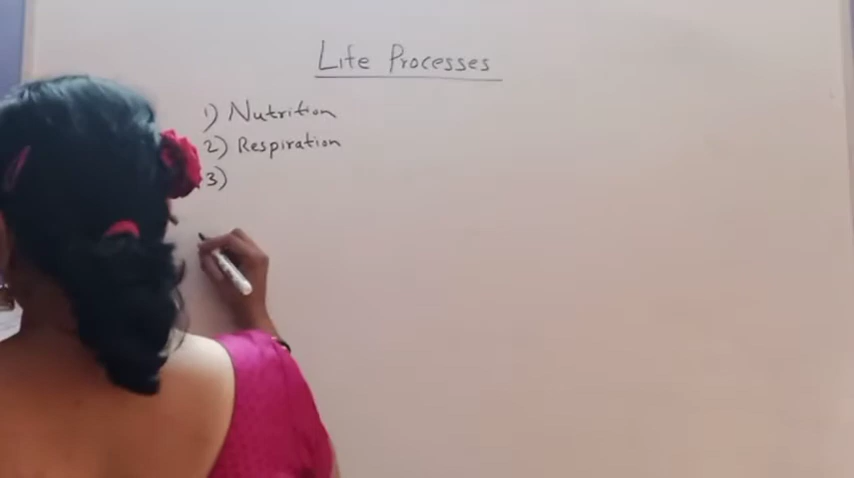 Life Processes
1) Nutrition
2) Respiration
3)